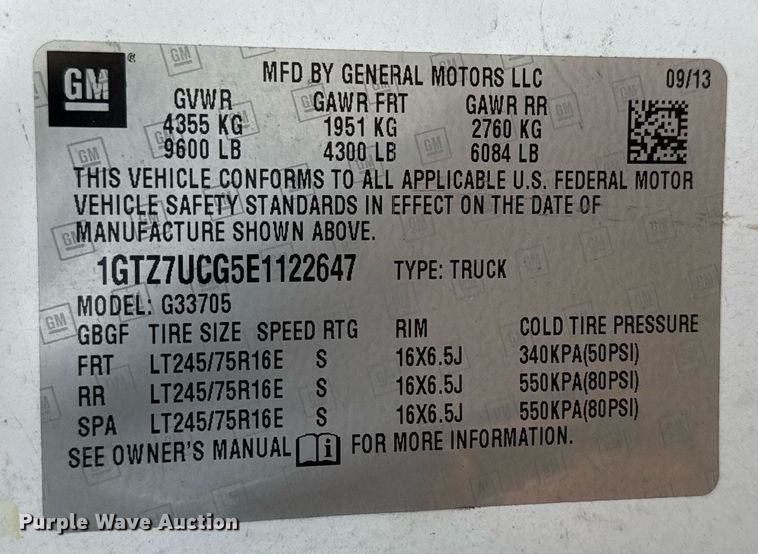 GM ® MFD BY GENERAL MOTORS LLC 09/13
GVWR GAWR FRT GAWR RR
4355 KG 1951 KG 2760 KG
9600 LB 4300 LB 6084 LB
THIS VEHICLE CONFORMS TO ALL APPLICABLE U.S. FEDERAL MOTOR
VEHICLE SAFETY STANDARDS IN EFFECT ON THE DATE OF
MANUFACTURE SHOWN ABOVE.
1GTZ7UCG5E1122647 TYPE: TRUCK
MODEL: G33705
GBGF TIRE SIZE SPEED RTG RIM COLD TIRE PRESSURE
FRT LT245/75R16E S 16X6.5J 340KPA(50PSI)
RR LT245/75R16E S 16X6.5J 550KPA(80PSI)
SPA LT245/75R16E S 16X6.5J 550KPA(80PSI)
SEE OWNER'S MANUAL i FOR MORE INFORMATION.
Purple Wave Auction